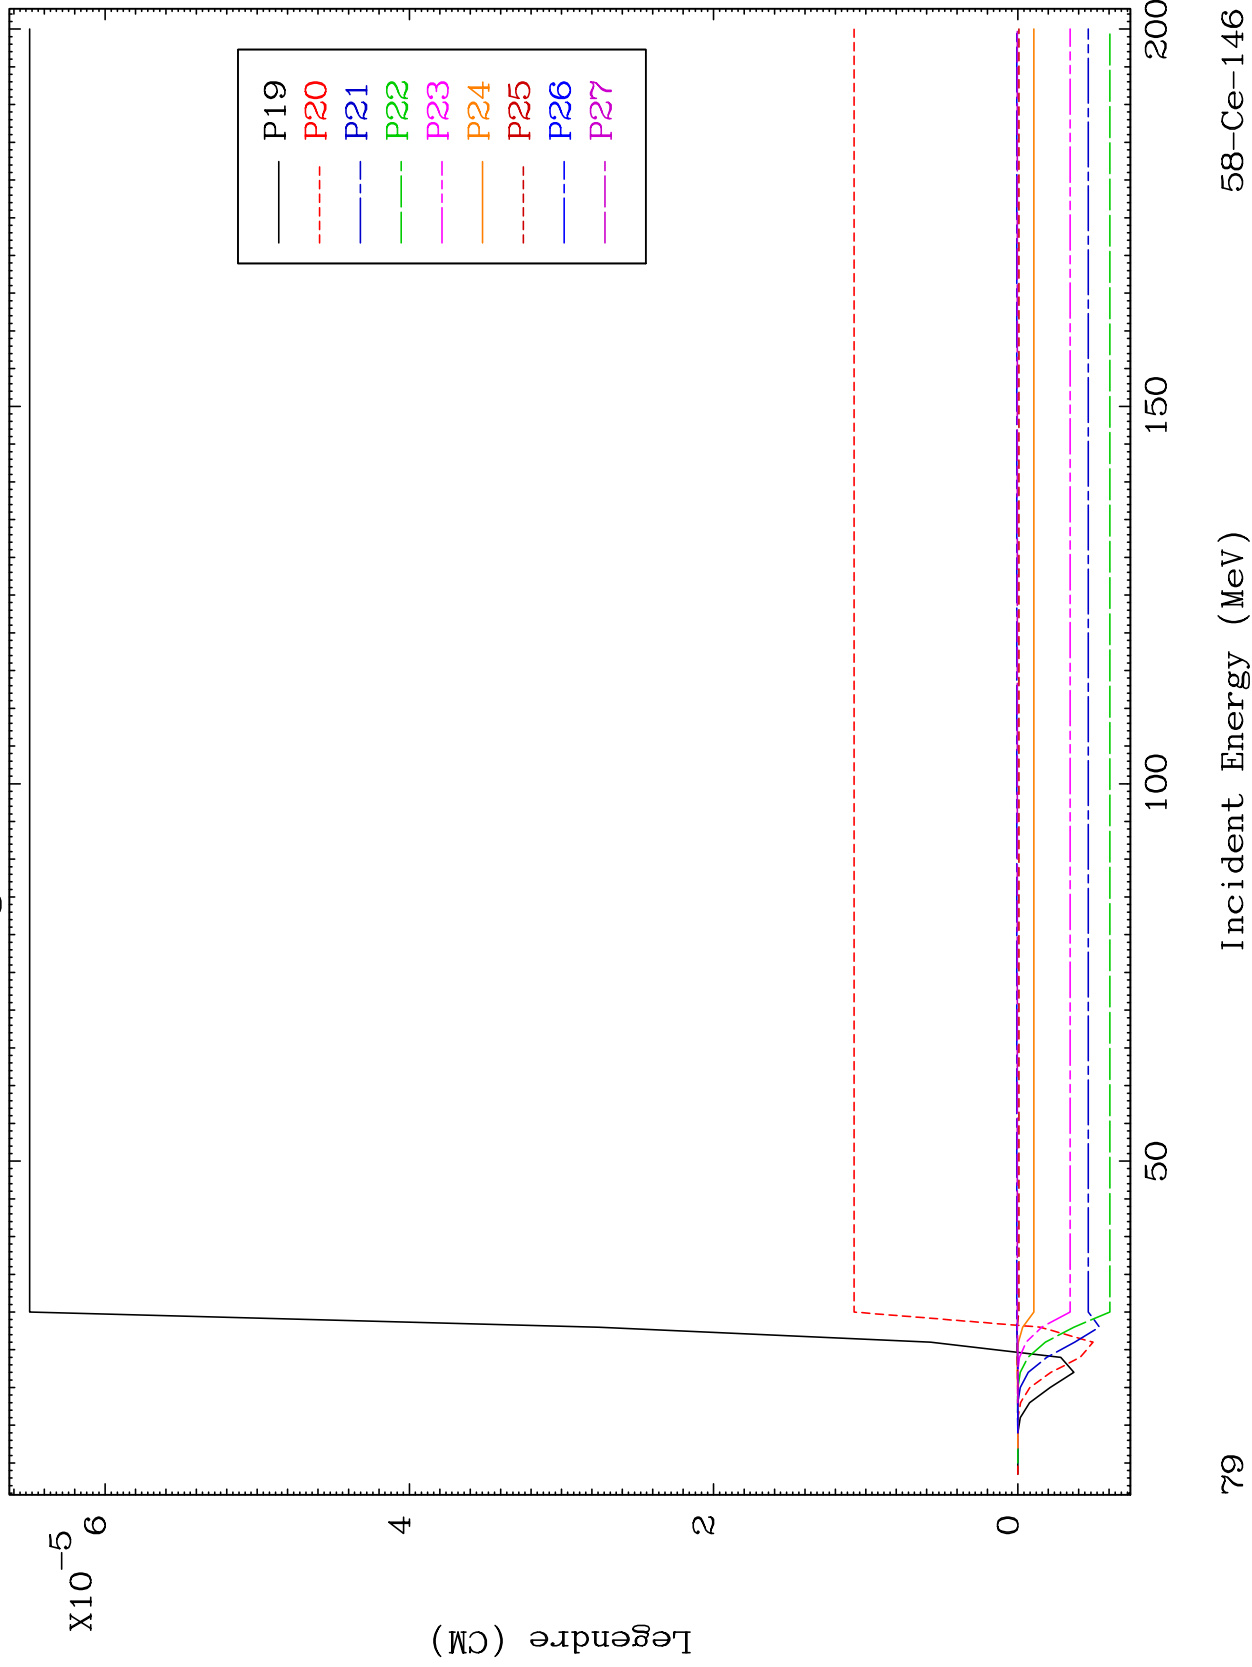 X10⁻⁵
6
4
2
0
Legendre (CM)
P19
P20
P21
P22
P23
P24
P25
P26
P27
50
100
150
200
Incident Energy (MeV)
79
58-Ce-146